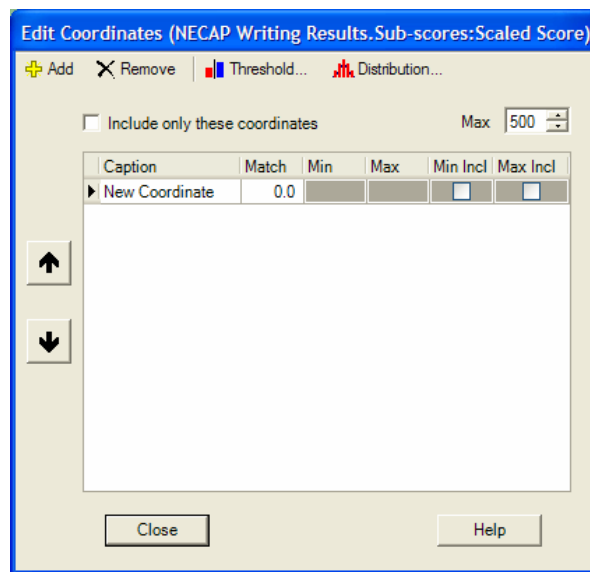 Edit Coordinates (NECAP Writing Results.Sub-scores:Scaled Score)
Add Remove Threshold... Distribution...
Include only these coordinates Max 500
Caption Match Min Max Min Incl Max Incl
New Coordinate 0.0
Close Help